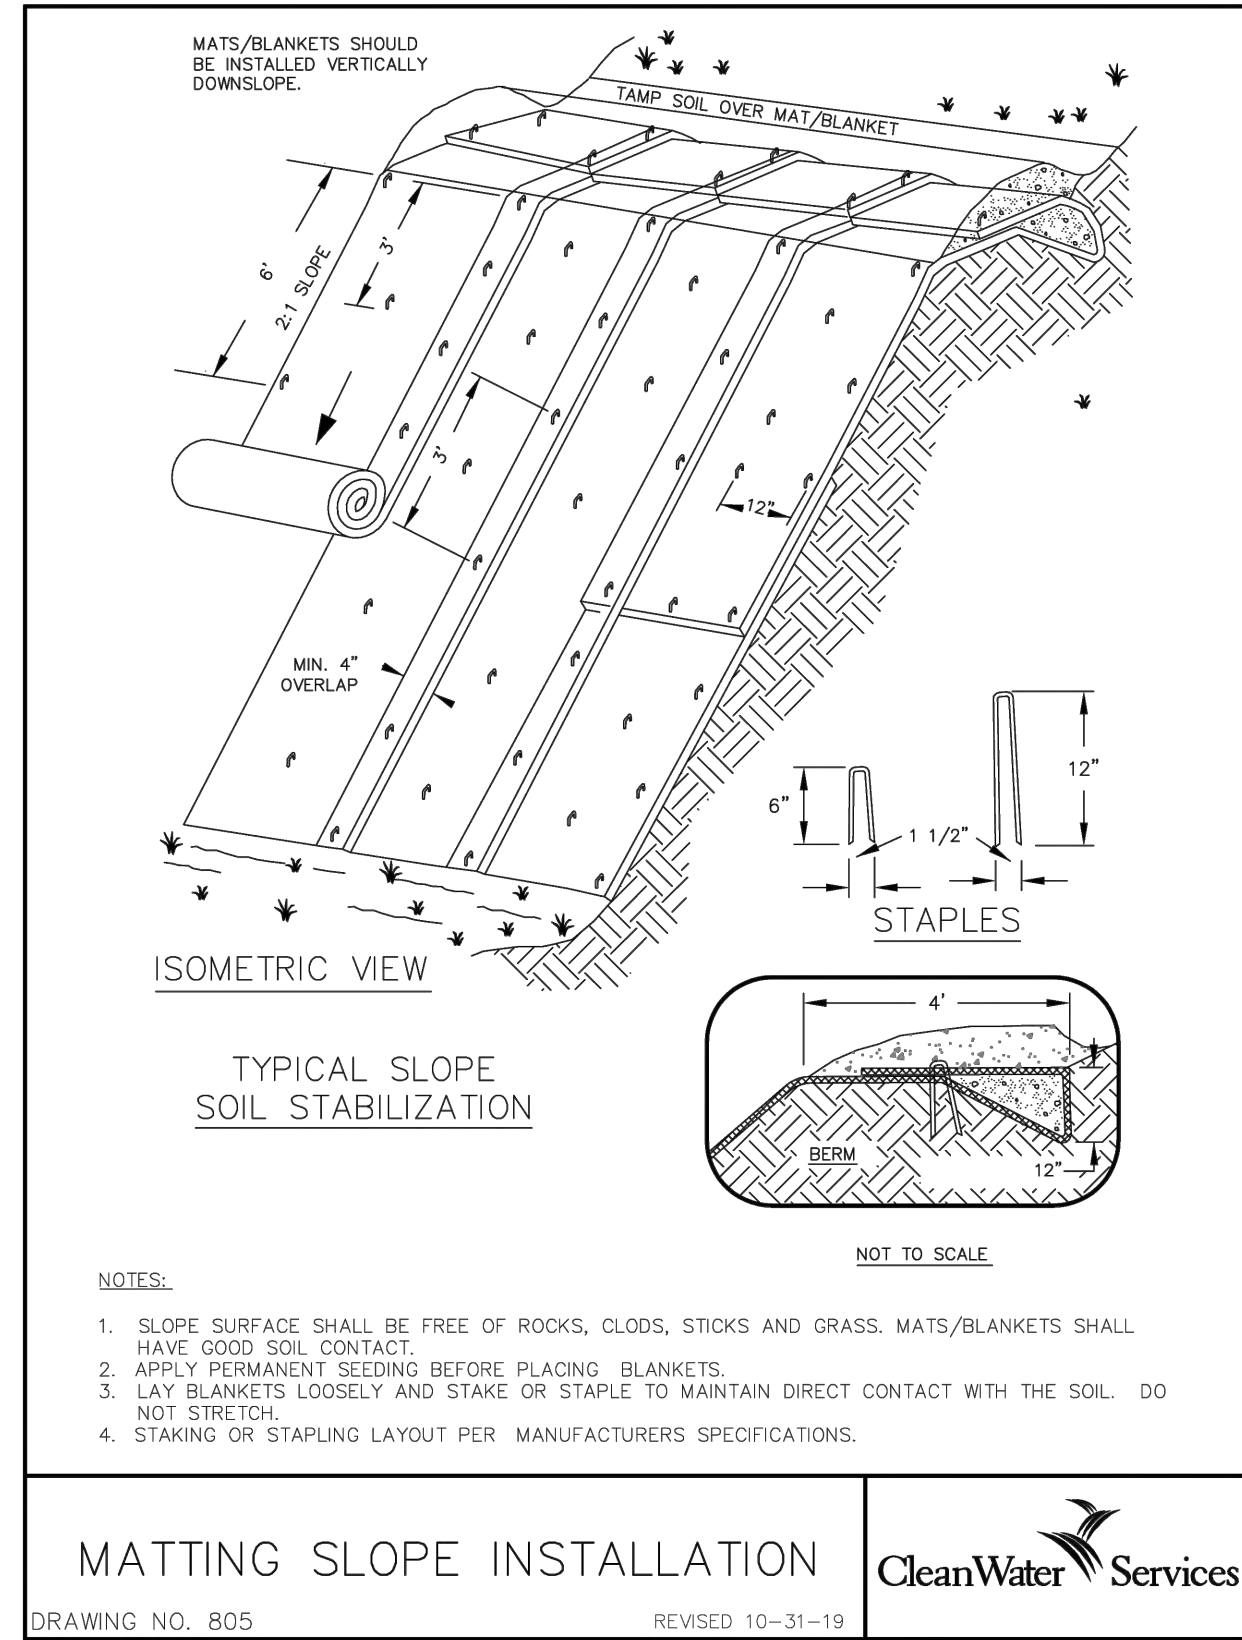 MATS/BLANKETS SHOULD
BE INSTALLED VERTICALLY
DOWNSLOPE.
TAMP SOIL OVER MAT/BLANKET
3'
6'
2:1 SLOPE
3'
12"
MIN. 4"
OVERLAP
12"
6"
1 1/2"
STAPLES
ISOMETRIC VIEW
4'
TYPICAL SLOPE
SOIL STABILIZATION
BERM
12"
NOT TO SCALE
NOTES:
1. SLOPE SURFACE SHALL BE FREE OF ROCKS, CLODS, STICKS AND GRASS. MATS/BLANKETS SHALL
HAVE GOOD SOIL CONTACT.
2. APPLY PERMANENT SEEDING BEFORE PLACING BLANKETS.
3. LAY BLANKETS LOOSELY AND STAKE OR STAPLE TO MAINTAIN DIRECT CONTACT WITH THE SOIL. DO
NOT STRETCH.
4. STAKING OR STAPLING LAYOUT PER MANUFACTURERS SPECIFICATIONS.
MATTING SLOPE INSTALLATION
CleanWater Services
DRAWING NO. 805
REVISED 10-31-19